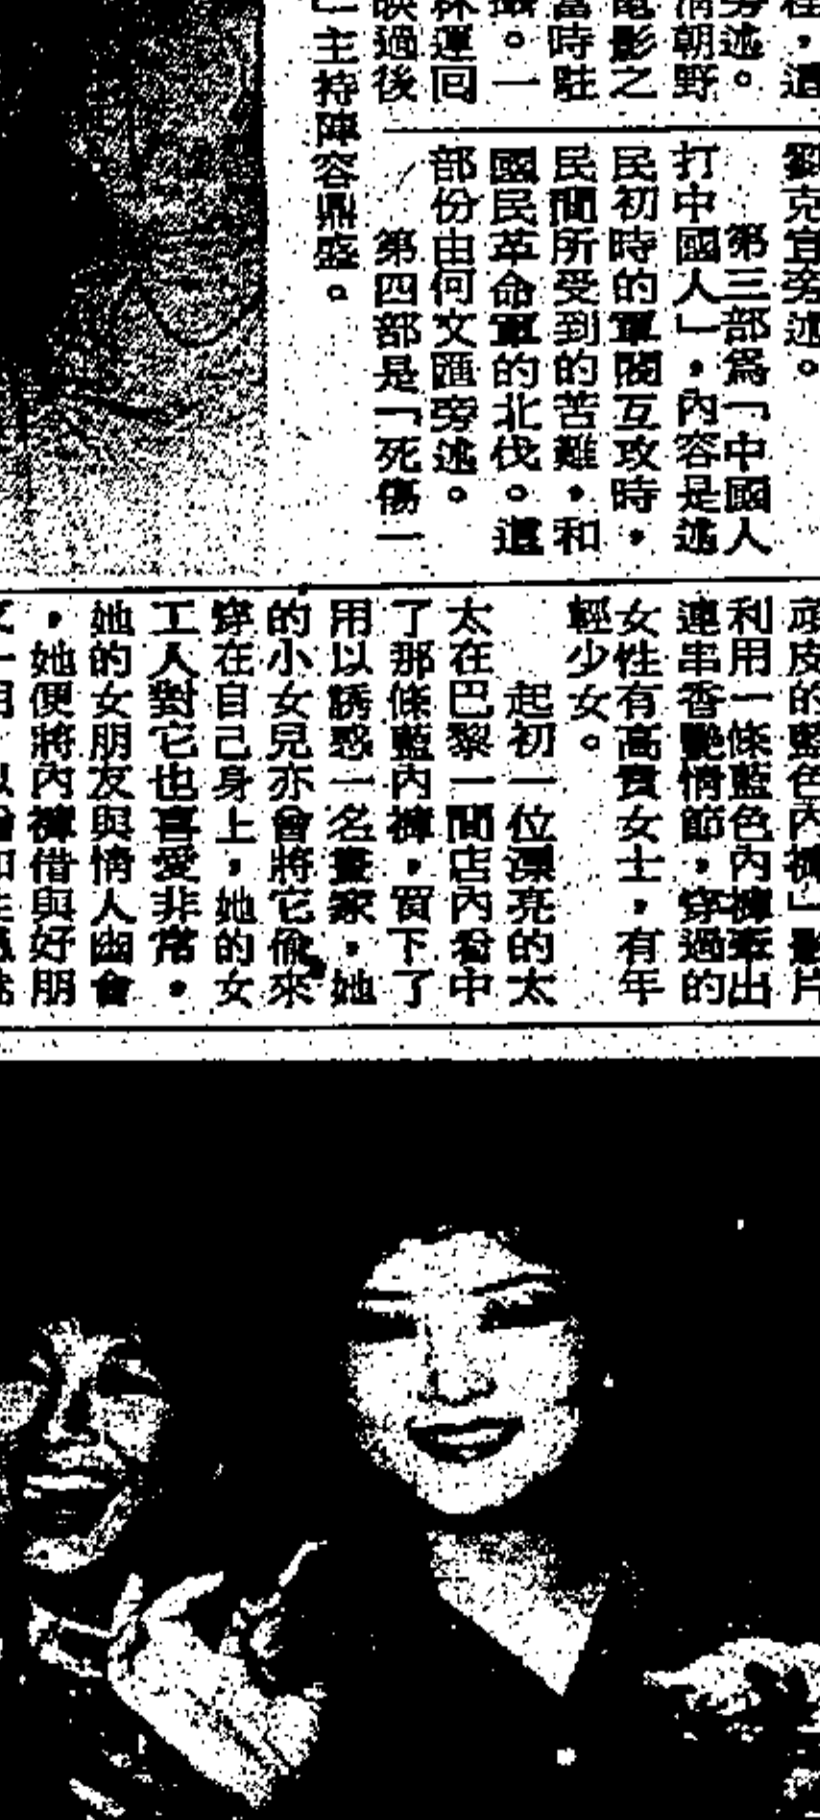 旁述。
清朝野
電影之
當時駐
。一
運回
映過後
」主持陣容鼎盛。
劉克宜旁述。
第三部為「中國人
打中國人」,內容是述
民初時的軍閥互攻時,
民間所受到的苦難,和
國民革命軍的北伐。這
部份由何文匯旁述。
第四部是「死傷一
頑皮的藍色內褲」影片
利用一條藍色內褲牽出
連串香艷情節,穿過的
女性有高貴女士,有年
輕少女。
起初一位漂亮的太
太在巴黎一間店內看中
了那條藍內褲,買下了
用以誘惑一名畫家,她
的小女兒亦曾將它偷來
穿在自己身上,她的女
工人對它也喜愛非常,
她的女朋友與情人幽會
,她便將內褲借與好朋